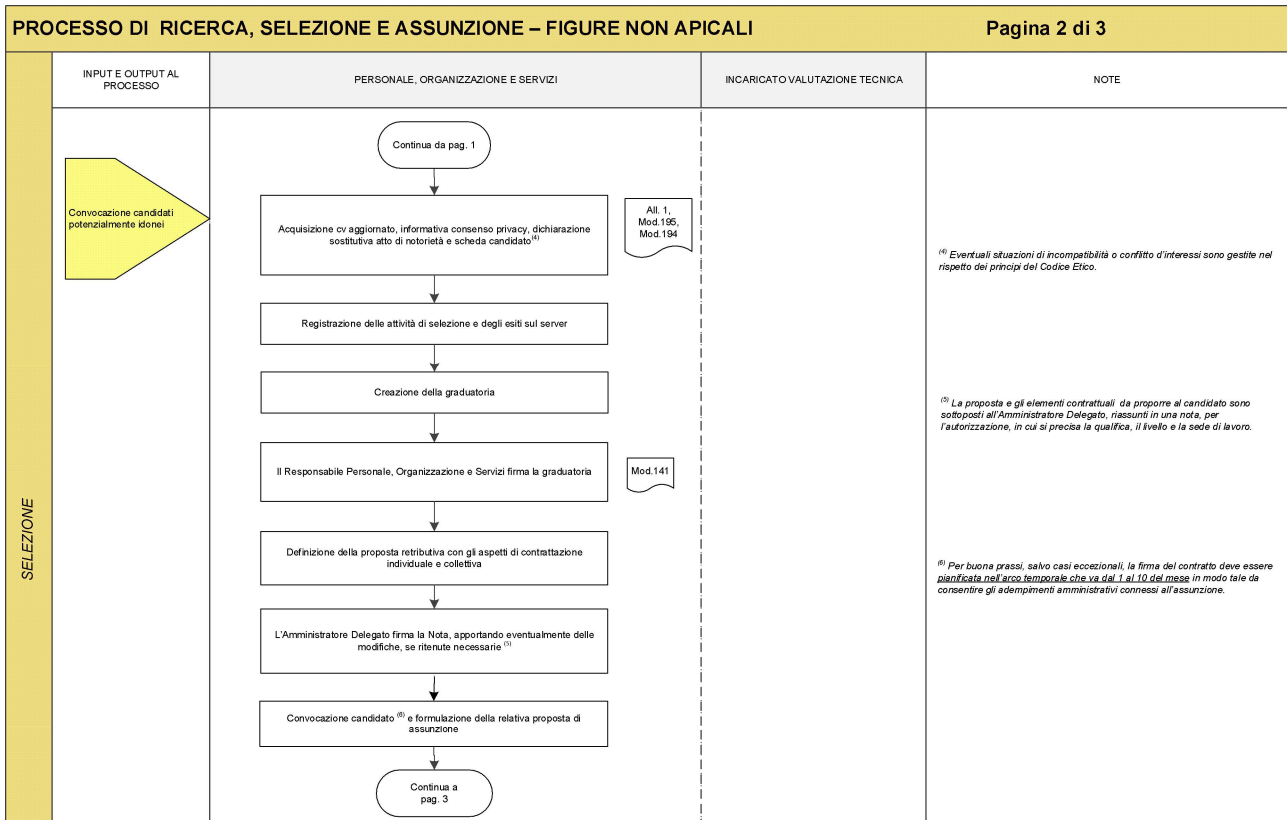 PROCESSO DI RICERCA, SELEZIONE E ASSUNZIONE – FIGURE NON APICALI
Pagina 2 di 3
INPUT E OUTPUT AL
PROCESSO
PERSONALE, ORGANIZZAZIONE E SERVIZI
INCARICATO VALUTAZIONE TECNICA
NOTE
SELEZIONE
Convocazione candidati
potenzialmente idonei
Continua da pag. 1
Acquisizione cv aggiornato, informativa consenso privacy, dichiarazione
sostitutiva atto di notorietà e scheda candidato(4)
All. 1,
Mod.195,
Mod.194
(4) Eventuali situazioni di incompatibilità o conflitto d'interessi sono gestite nel
rispetto dei principi del Codice Etico.
Registrazione delle attività di selezione e degli esiti sul server
Creazione della graduatoria
(5) La proposta e gli elementi contrattuali da proporre al candidato sono
sottoposti all'Amministratore Delegato, riassunti in una nota, per
l'autorizzazione, in cui si precisa la qualifica, il livello e la sede di lavoro.
Il Responsabile Personale, Organizzazione e Servizi firma la graduatoria
Mod.141
Definizione della proposta retributiva con gli aspetti di contrattazione
individuale e collettiva
(6) Per buona prassi, salvo casi eccezionali, la firma del contratto deve essere
pianificata nell'arco temporale che va dal 1 al 10 del mese in modo tale da
consentire gli adempimenti amministrativi connessi all'assunzione.
L'Amministratore Delegato firma la Nota, apportando eventualmente delle
modifiche, se ritenute necessarie (5)
Convocazione candidato (6) e formulazione della relativa proposta di
assunzione
Continua a
pag. 3